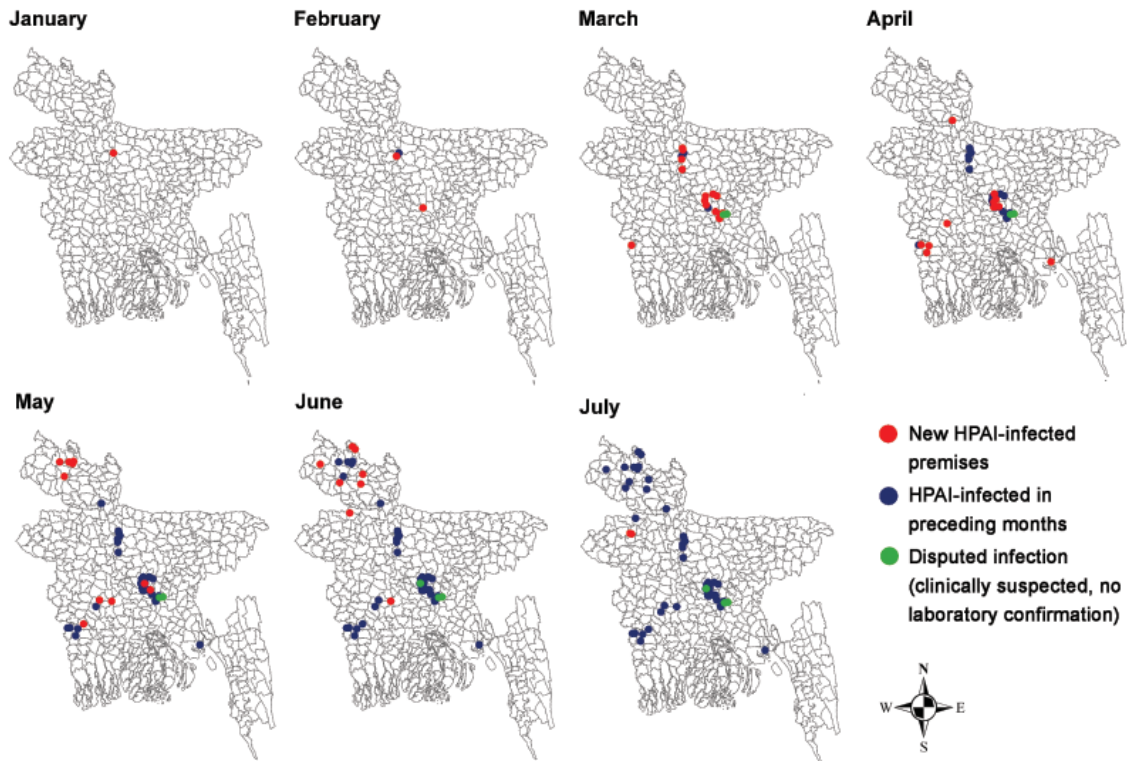 January
February
March
April
May
June
July
New HPAI-infected
premises
HPAI-infected in
preceding months
Disputed infection
(clinically suspected, no
laboratory confirmation)
N
W E
S